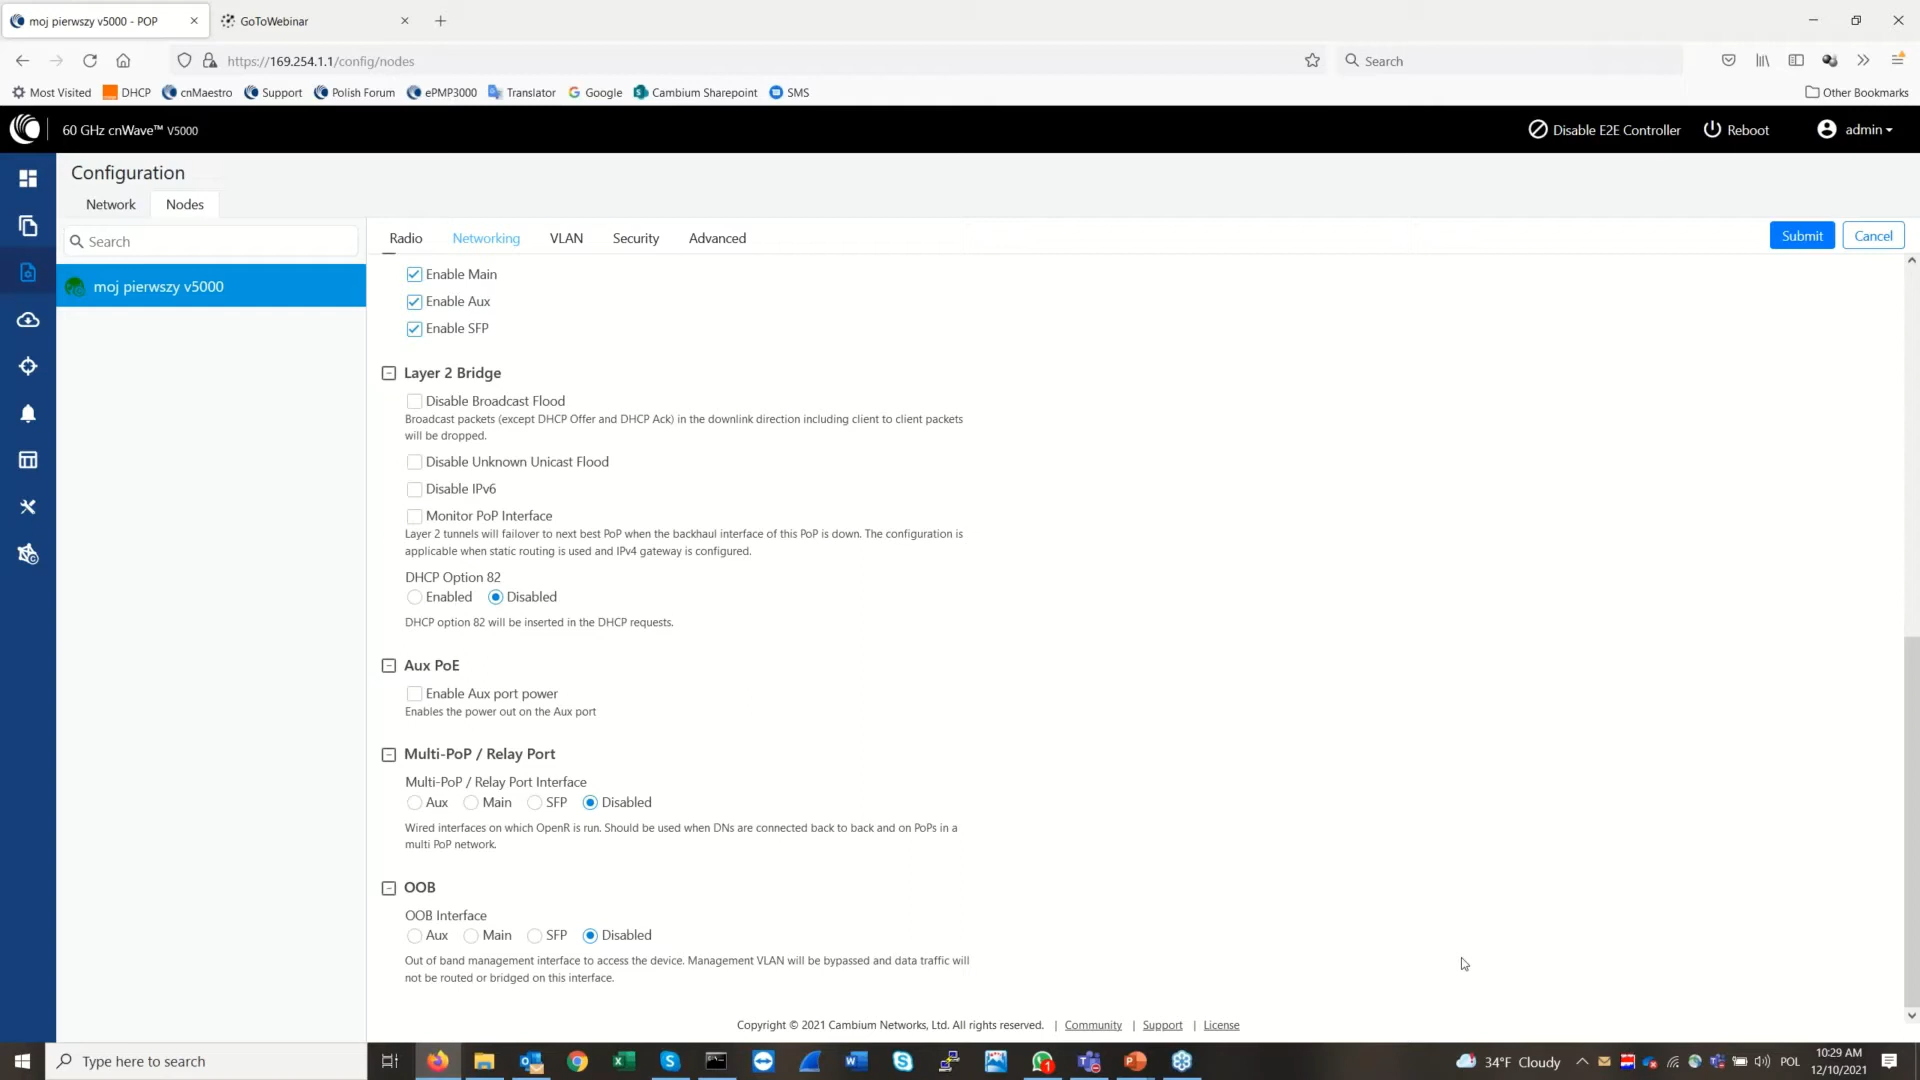 moj pierwszy v5000 - POP
GoToWebinar
https://169.254.1.1/config/nodes
Search
Most Visited
DHCP
cnMaestro
Support
Polish Forum
ePMP3000
Translator
Google
Cambium Sharepoint
SMS
Other Bookmarks
60 GHz cnWave™ V5000
Disable E2E Controller
Reboot
admin
Configuration
Network
Nodes
Search
moj pierwszy v5000
Radio
Networking
VLAN
Security
Advanced
Submit
Cancel
Enable Main
Enable Aux
Enable SFP
Layer 2 Bridge
Disable Broadcast Flood
Broadcast packets (except DHCP Offer and DHCP Ack) in the downlink direction including client to client packets
will be dropped.
Disable Unknown Unicast Flood
Disable IPv6
Monitor PoP Interface
Layer 2 tunnels will failover to next best PoP when the backhaul interface of this PoP is down. The configuration is
applicable when static routing is used and IPv4 gateway is configured.
DHCP Option 82
Enabled Disabled
DHCP option 82 will be inserted in the DHCP requests.
Aux PoE
Enable Aux port power
Enables the power out on the Aux port
Multi-PoP / Relay Port
Multi-PoP / Relay Port Interface
Aux Main SFP Disabled
Wired interfaces on which OpenR is run. Should be used when DNs are connected back to back and on PoPs in a
multi PoP network.
OOB
OOB Interface
Aux Main SFP Disabled
Out of band management interface to access the device. Management VLAN will be bypassed and data traffic will
not be routed or bridged on this interface.
Copyright © 2021 Cambium Networks, Ltd. All rights reserved. | Community | Support | License
Type here to search
34°F Cloudy
POL
10:29 AM
12/10/2021